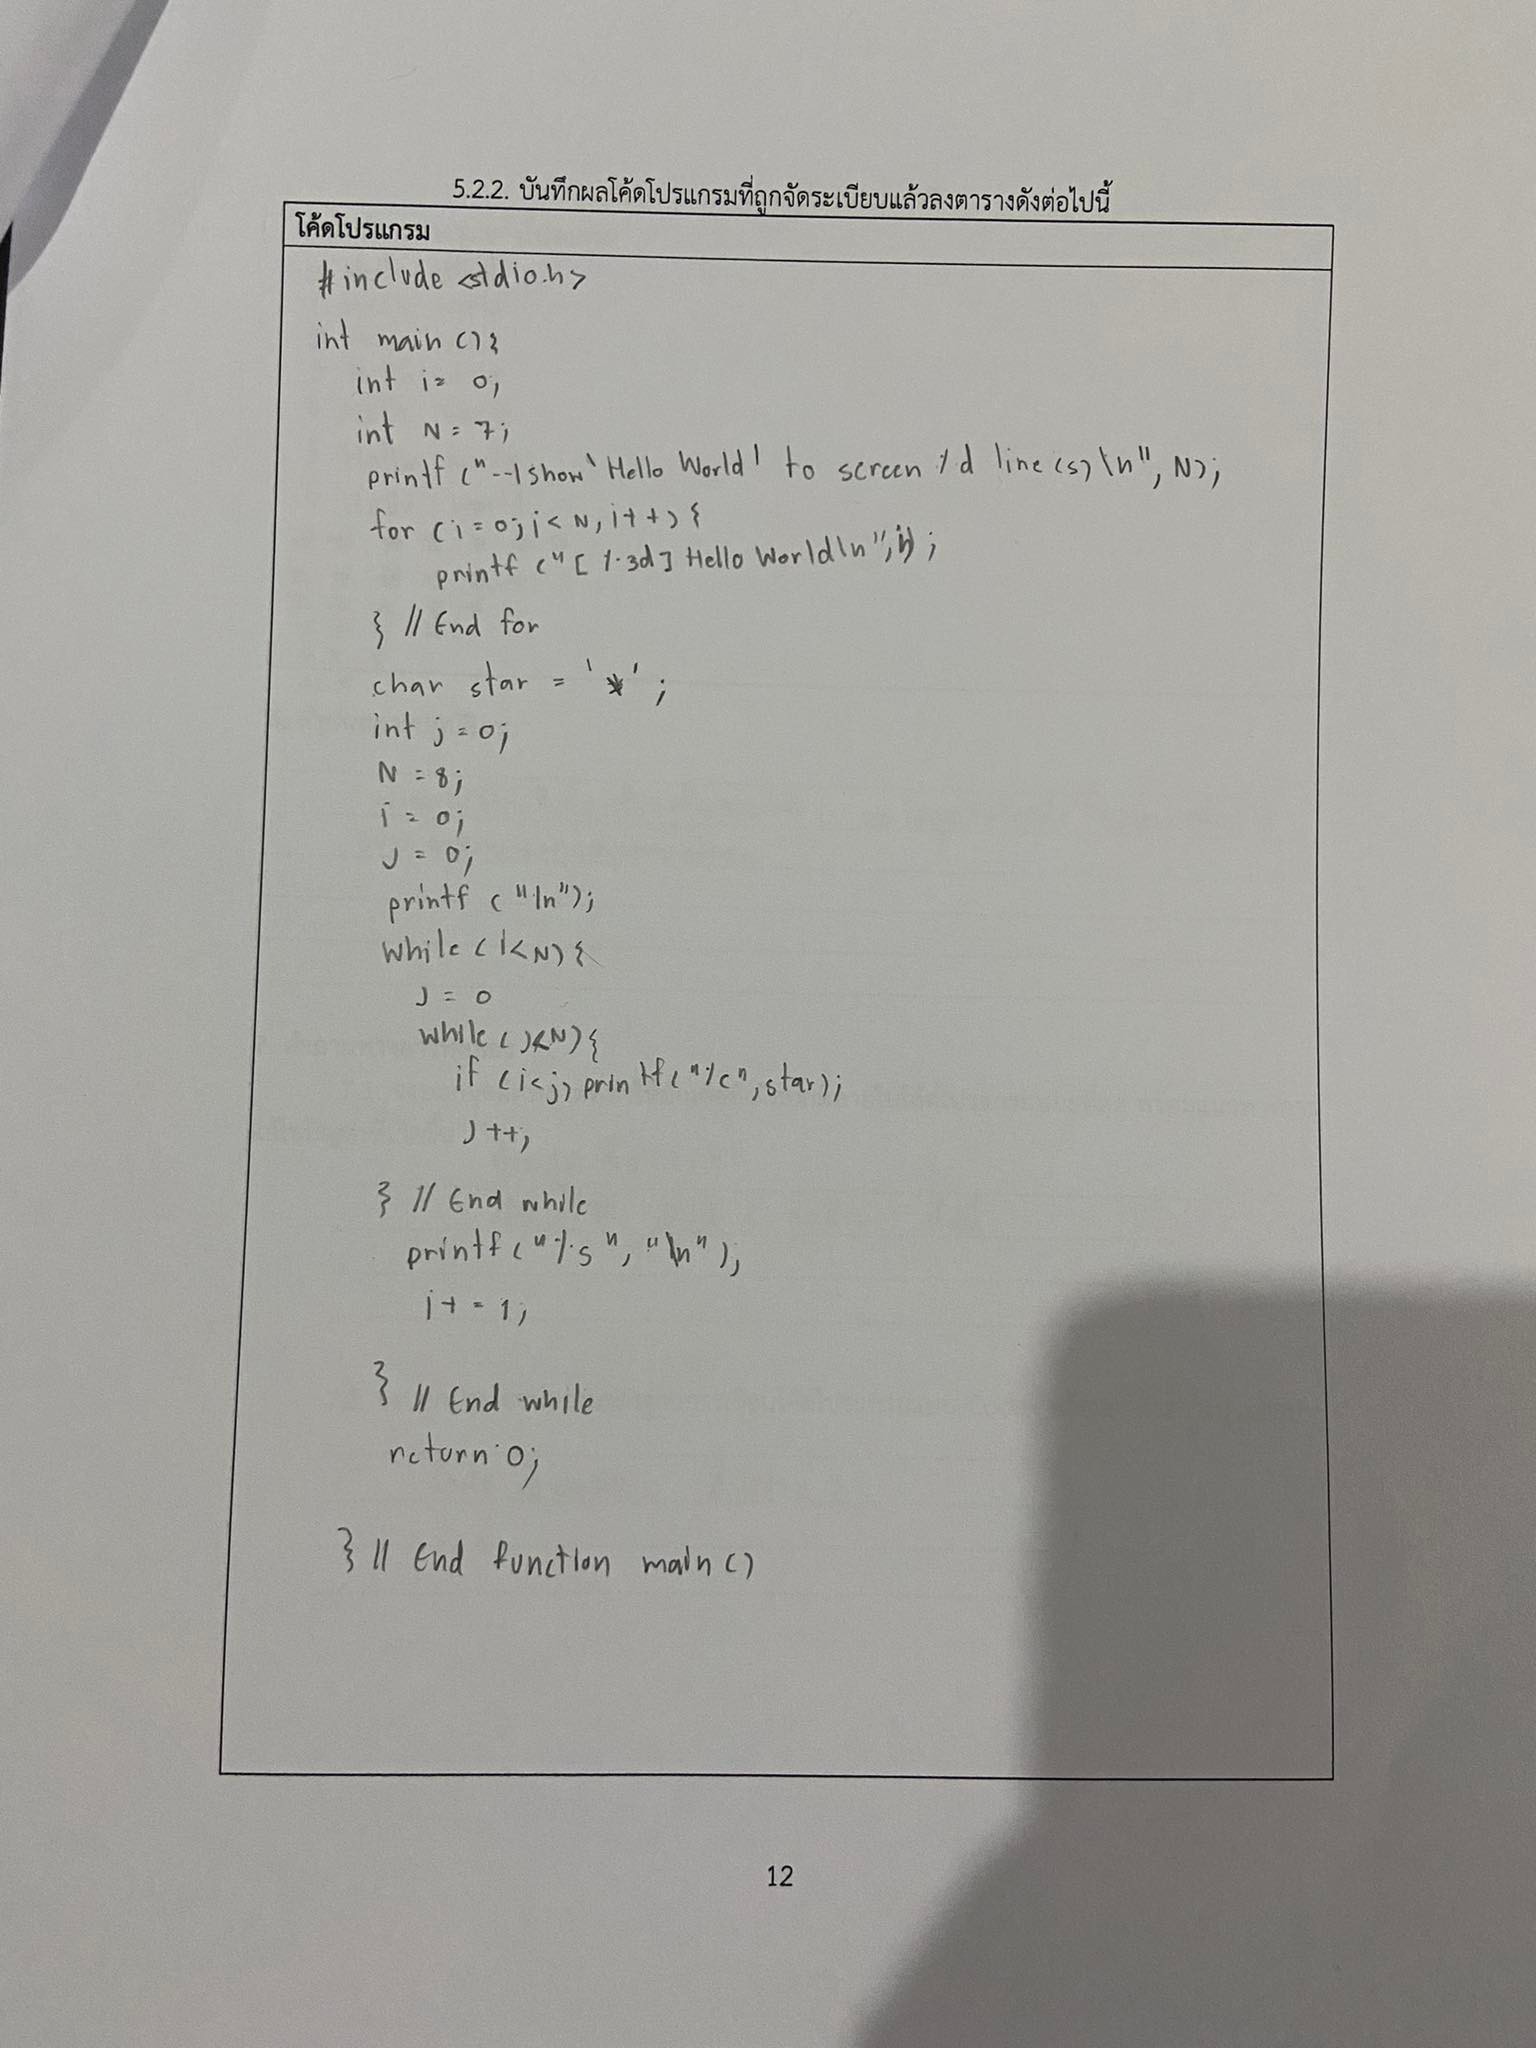 5.2.2. บันทึกผลโค้ดโปรแกรมที่ถูกจัดระเบียบแล้วลงตารางดังต่อไปนี้
โค้ดโปรแกรม
#include <stdio.h>
int main () {
int i = 0;
int N = 7;
printf ("--| show 'Hello World' to screen %d line (s) \n", N);
for (i = 0; i < N, i++) {
printf ("[ %3d ] Hello World\n", i);
} // End for
char star = '*' ;
int j = 0;
N = 8;
i = 0;
J = 0;
printf ("\n");
while (i < N) {
J = 0
while (J < N) {
if (i < j) printf ("%c", star);
J ++;
} // End while
printf ("%s", "\n");
i += 1;
} // End while
return 0;
} // End function main ()
12